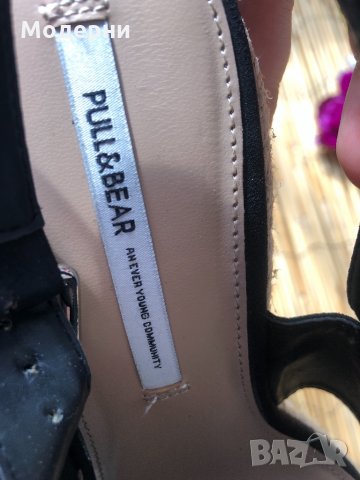 Модерни
PULL&BEAR
AN EVER YOUNG COMMUNITY
BAZAR